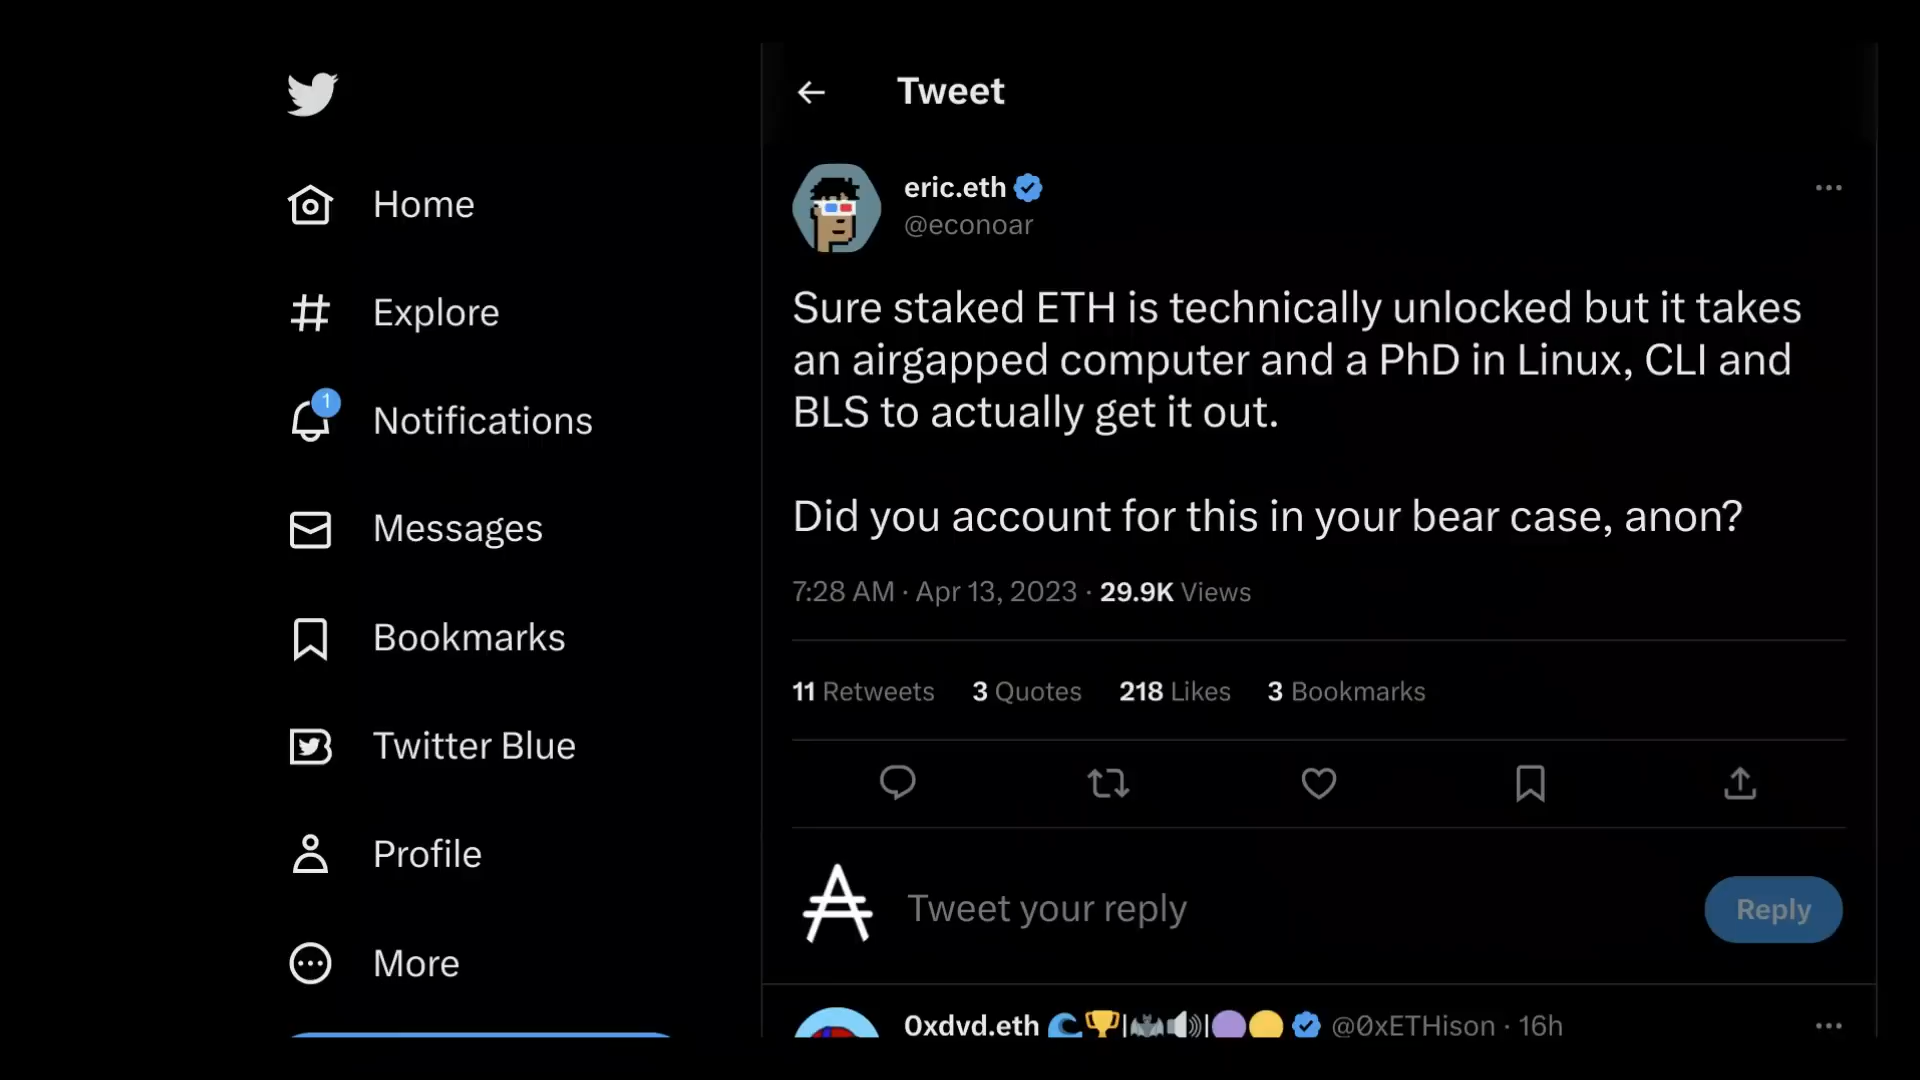 Home
Explore
1
Notifications
Messages
Bookmarks
Twitter Blue
Profile
More
Tweet
eric.eth
@econoar
Sure staked ETH is technically unlocked but it takes
an airgapped computer and a PhD in Linux, CLI and
BLS to actually get it out.
Did you account for this in your bear case, anon?
7:28 AM · Apr 13, 2023 · 29.9K Views
11 Retweets 3 Quotes 218 Likes 3 Bookmarks
Tweet your reply
Reply
0xdvd.eth 🌊🏆|🦇🔊|🟣🟡 @0xETHison · 16h